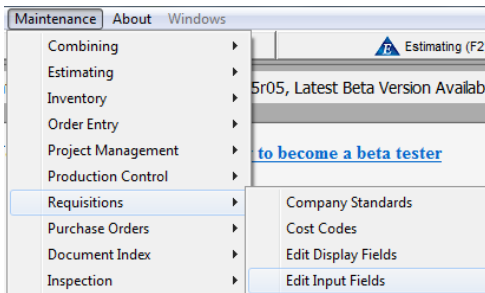 Maintenance About Windows
Combining
Estimating (F2
Estimating
5r05, Latest Beta Version Availab
Inventory
Order Entry
Project Management
to become a beta tester
Production Control
Requisitions
Company Standards
Purchase Orders
Cost Codes
Document Index
Edit Display Fields
Inspection
Edit Input Fields